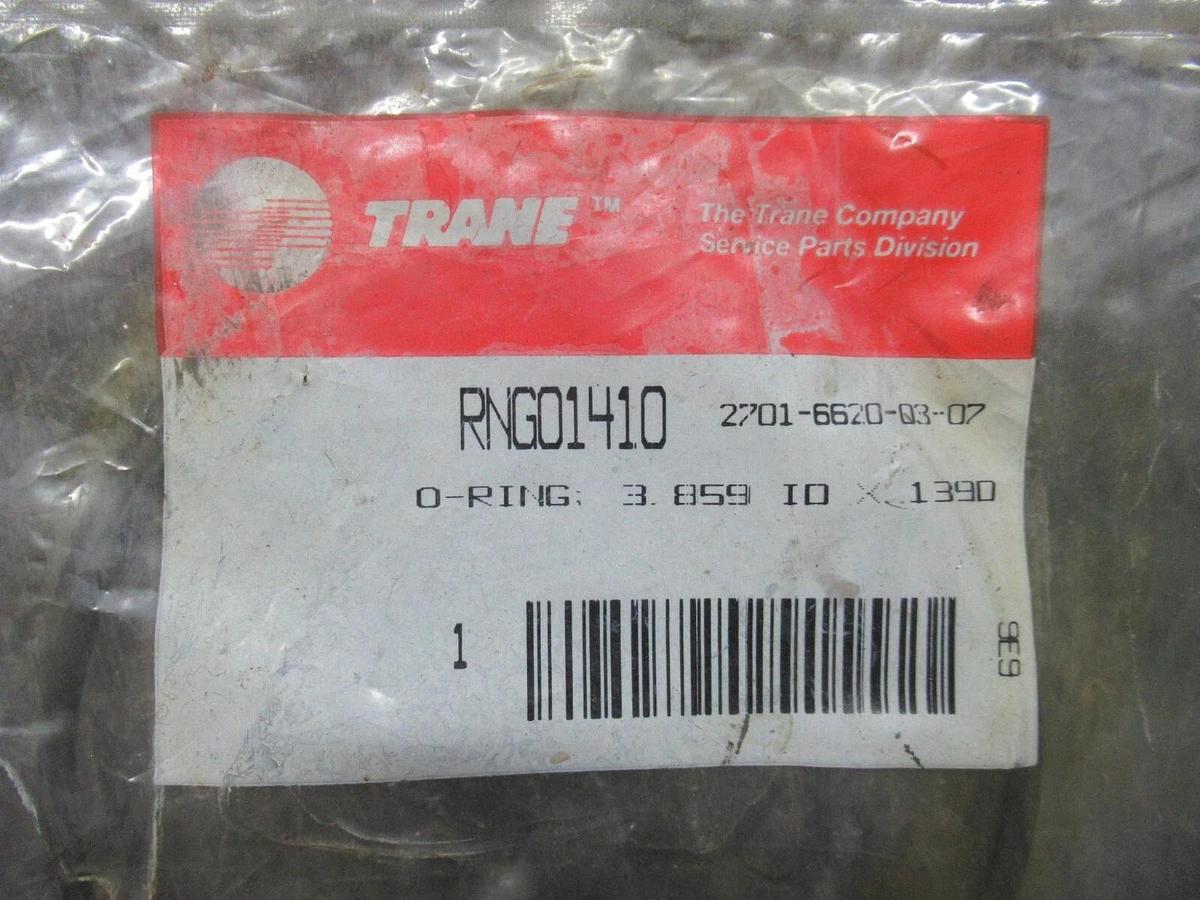 TRANE™
The Trane Company
Service Parts Division
RNG01410
2701-6620-03-07
O-RING; 3.859 ID X .139D
1
9E9